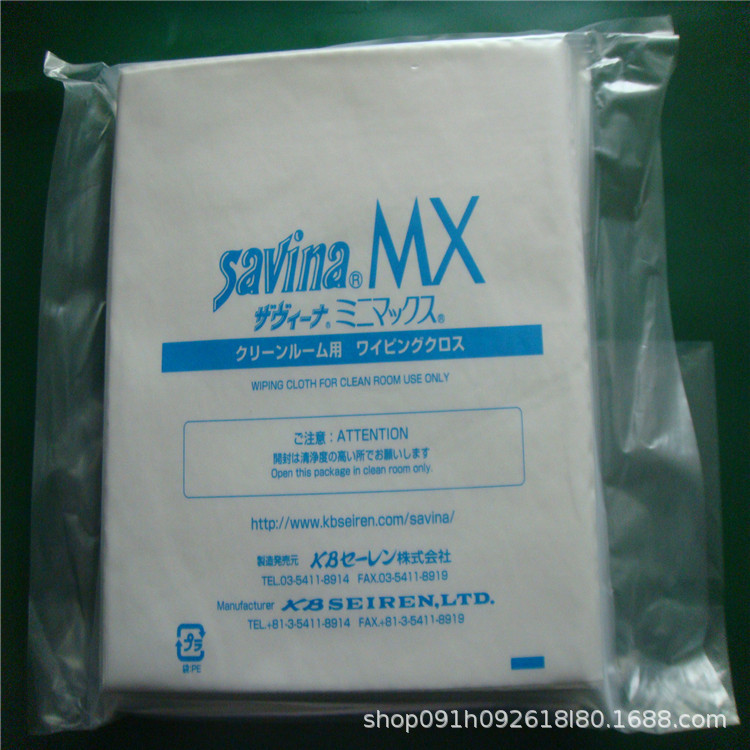 Savina® MX
ザヴィーナ® ミニマックス®
クリーンルーム用 ワイピングクロス
WIPING CLOTH FOR CLEAN ROOM USE ONLY
ご注意 : ATTENTION
開封は清浄度の高い所でお願いします
Open this package in clean room only.
http://www.kbseiren.com/savina/
製造発売元 KBセーレン株式会社
TEL.03-5411-8914 FAX.03-5411-8919
Manufacturer KB SEIREN,LTD.
TEL.+81-3-5411-8914 FAX.+81-3-5411-8919
プラ
袋:PE
shop091h092618l80.1688.com